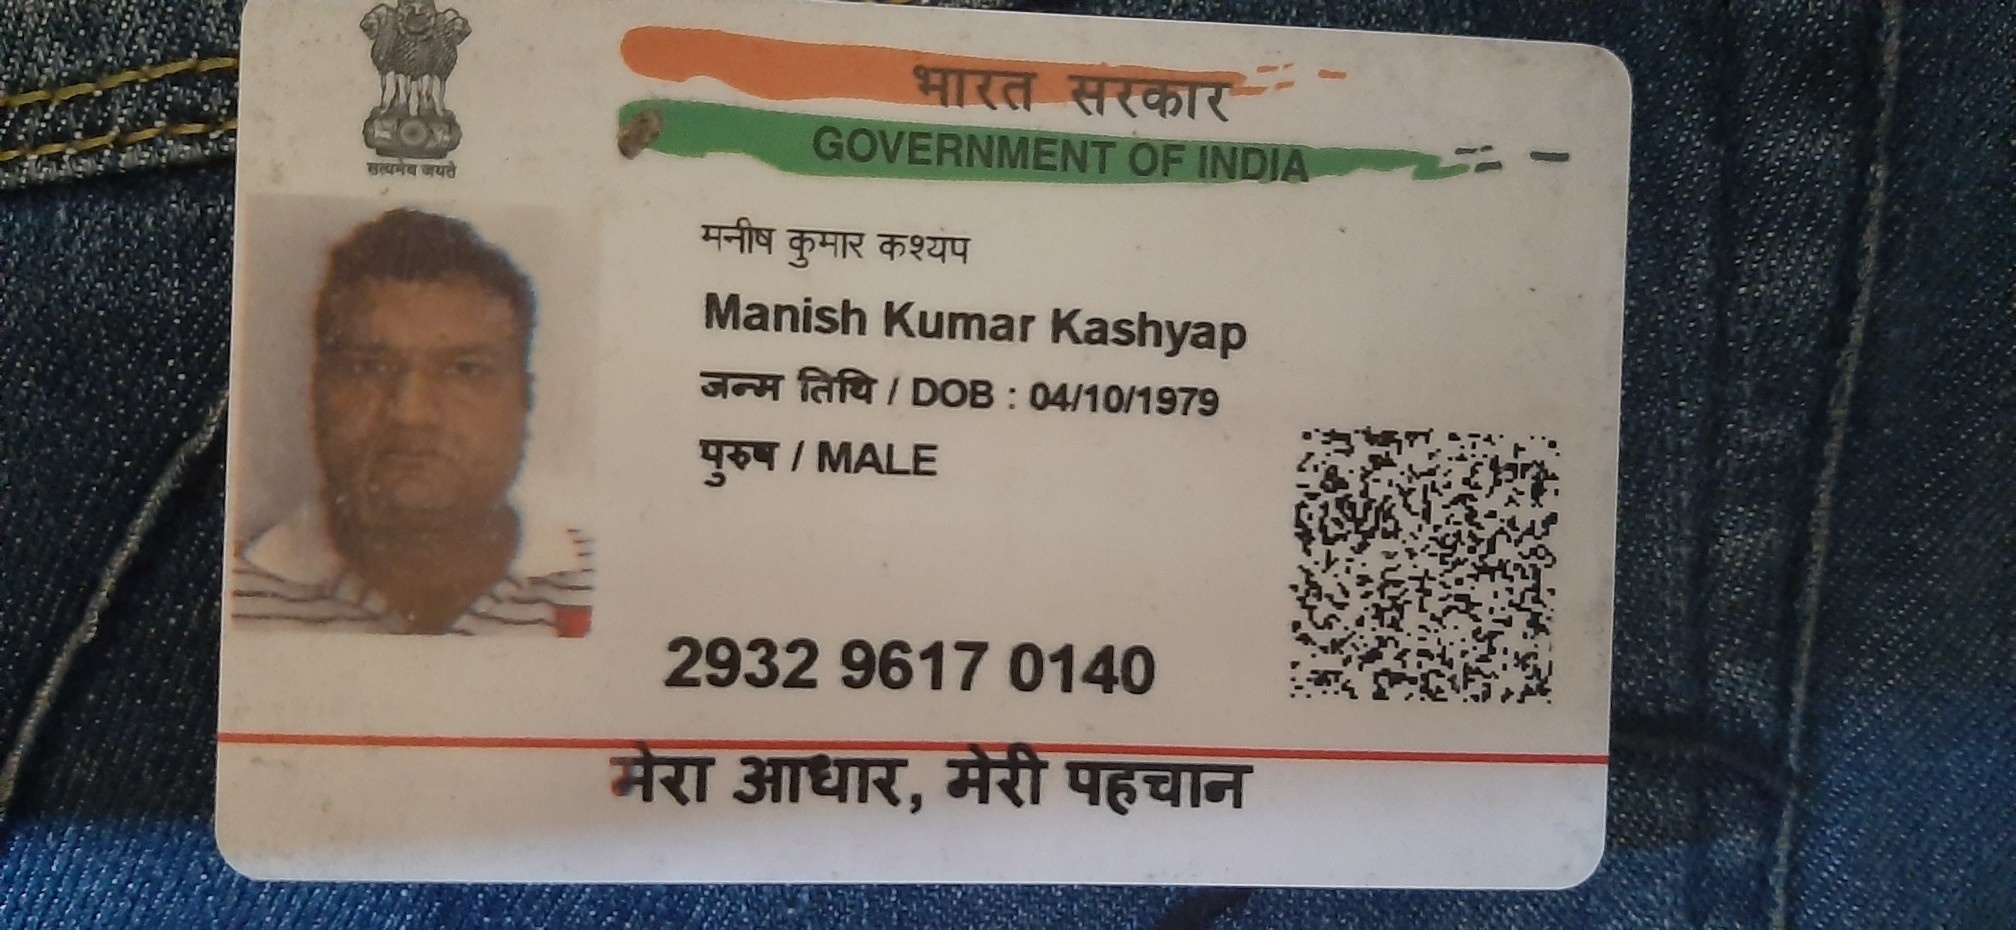 सत्यमेव जयते
भारत सरकार
GOVERNMENT OF INDIA
मनीष कुमार कश्यप
Manish Kumar Kashyap
जन्म तिथि / DOB : 04/10/1979
पुरुष / MALE
2932 9617 0140
मेरा आधार, मेरी पहचान